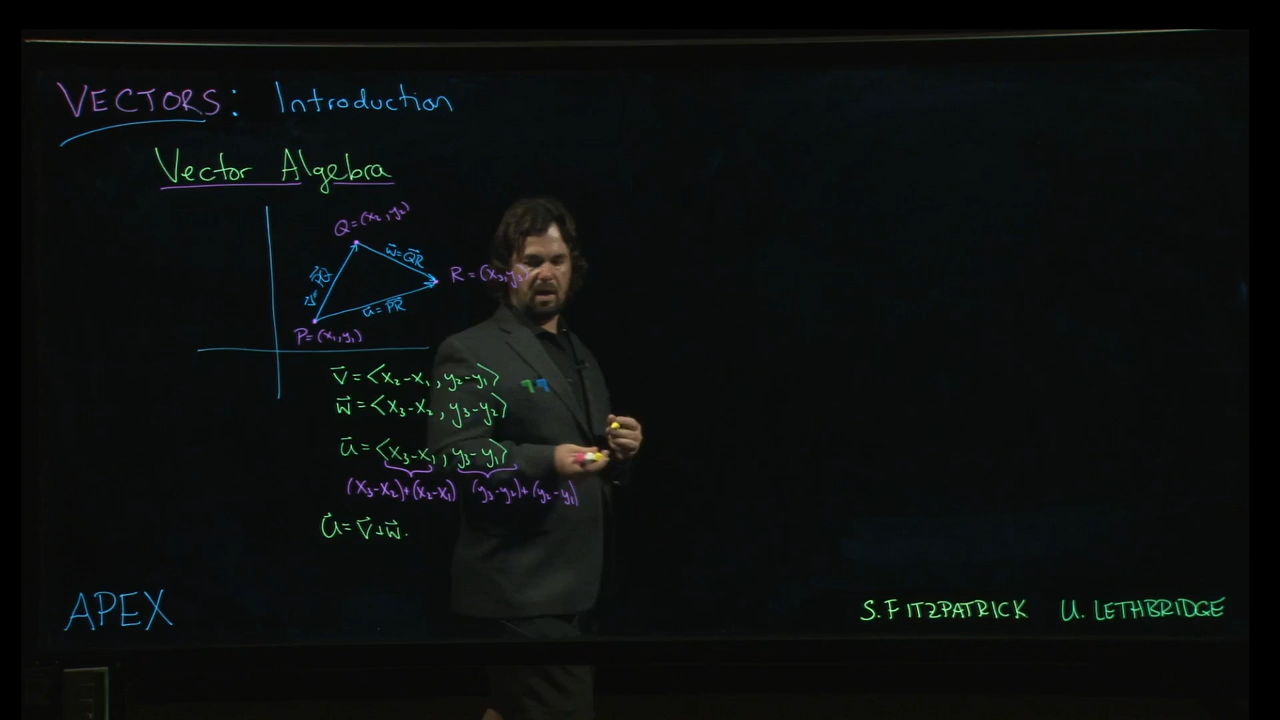 VECTORS: Introduction
Vector Algebra
Q=(x₂,y₂)
w⃗=QR⃗
v⃗=PQ⃗
R=(x₃,y₃)
u⃗=PR⃗
P=(x₁,y₁)
v⃗=⟨x₂-x₁, y₂-y₁⟩
w⃗=⟨x₃-x₂, y₃-y₂⟩
u⃗=⟨x₃-x₁, y₃-y₁⟩
(x₃-x₂)+(x₂-x₁) (y₃-y₂)+(y₂-y₁)
u⃗=v⃗+w⃗.
APEX
S.FITZPATRICK U. LETHBRIDGE